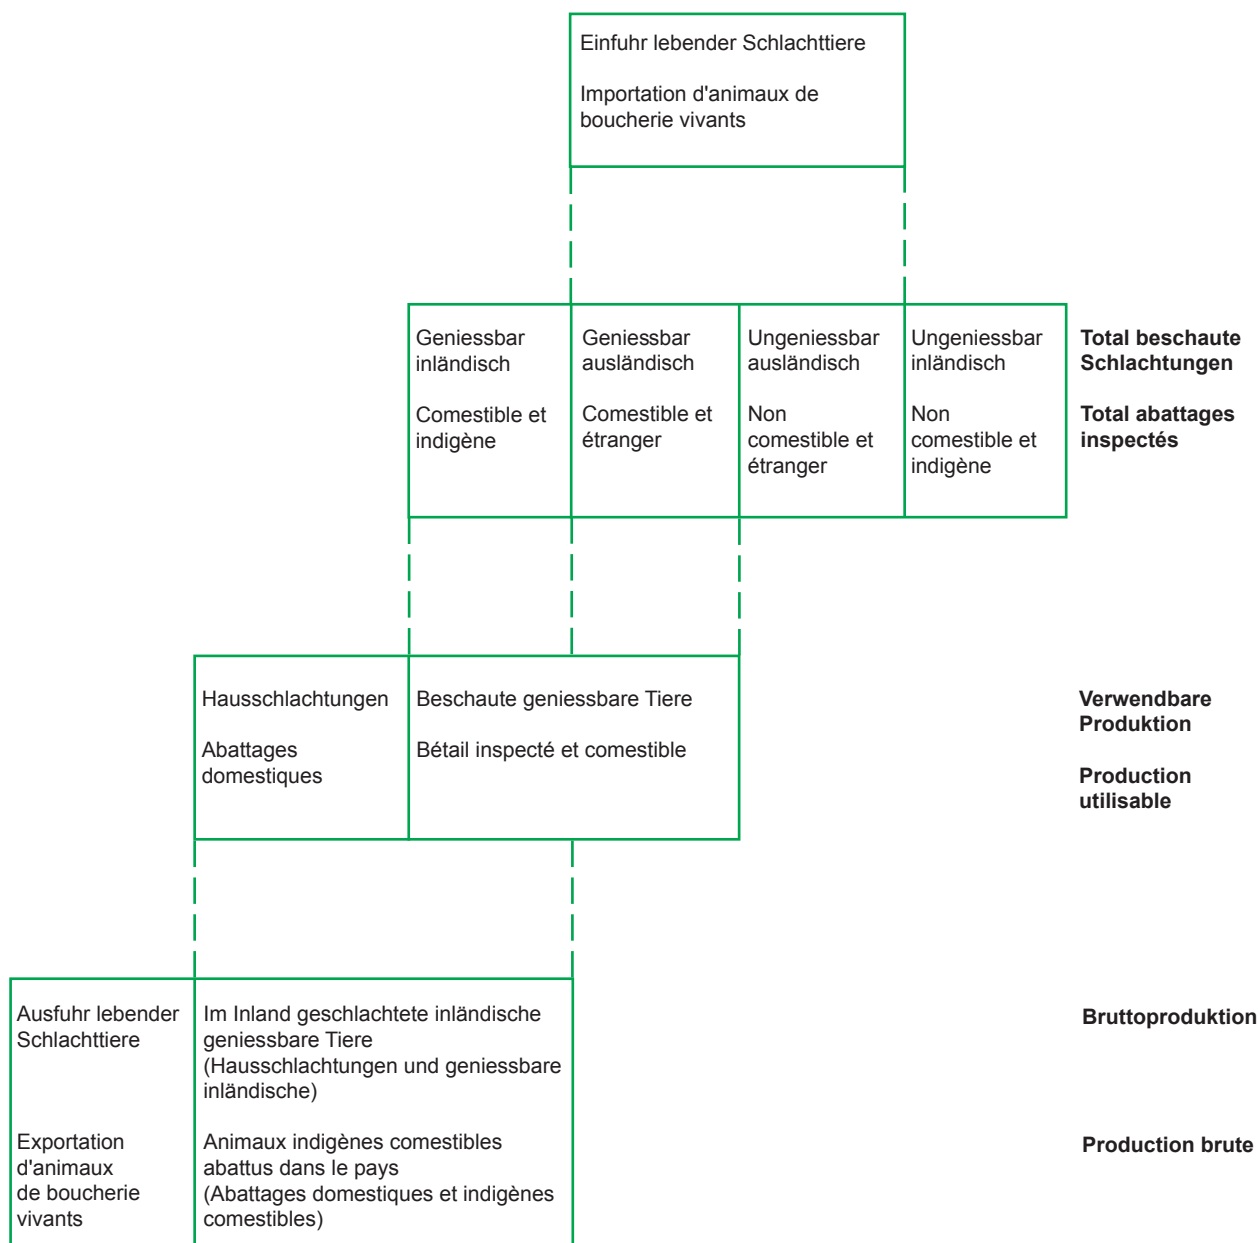 Einfuhr lebender Schlachttiere
Importation d'animaux de
boucherie vivants
Geniessbar
inländisch
Comestible et
indigène
Geniessbar
ausländisch
Comestible et
étranger
Ungeniessbar
ausländisch
Non
comestible et
étranger
Ungeniessbar
inländisch
Non
comestible et
indigène
Total beschaute
Schlachtungen
Total abattages
inspectés
Hausschlachtungen
Abattages
domestiques
Beschaute geniessbare Tiere
Bétail inspecté et comestible
Verwendbare
Produktion
Production
utilisable
Ausfuhr lebender
Schlachttiere
Exportation
d'animaux
de boucherie
vivants
Im Inland geschlachtete inländische
geniessbare Tiere
(Hausschlachtungen und geniessbare
inländische)
Animaux indigènes comestibles
abattus dans le pays
(Abattages domestiques et indigènes
comestibles)
Bruttoproduktion
Production brute